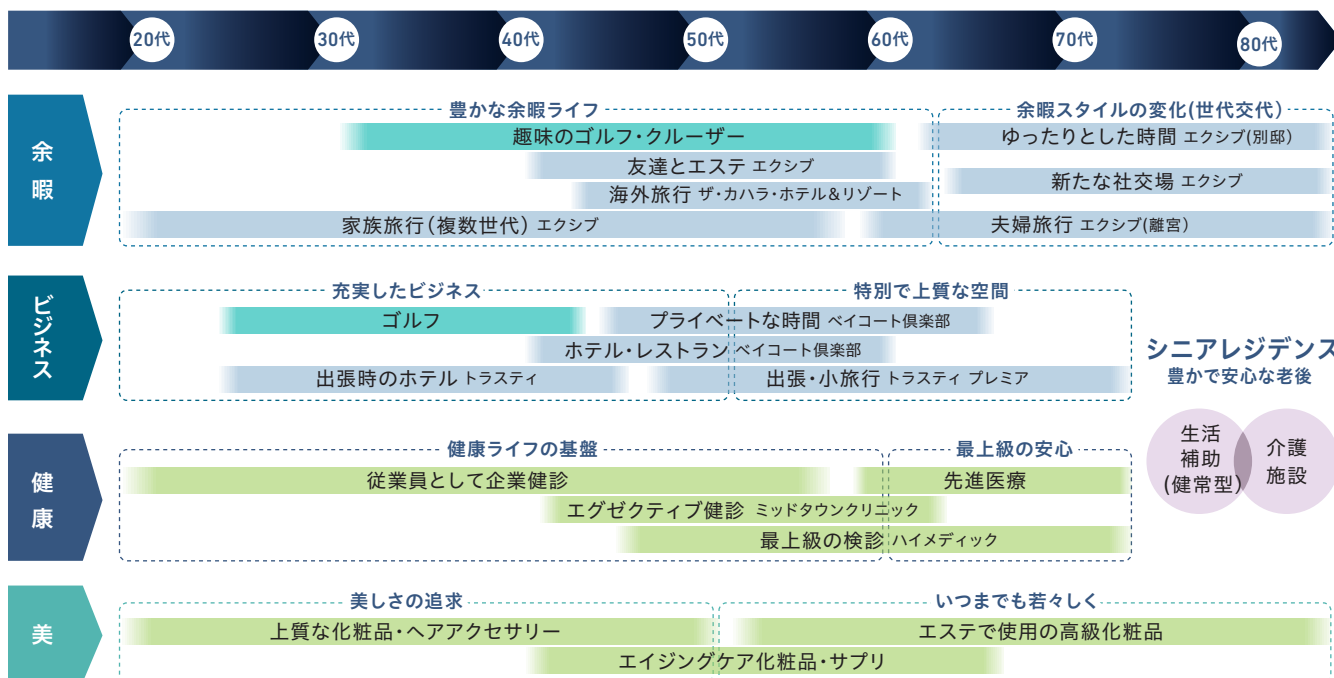 20代 30代 40代 50代 60代 70代 80代
余暇
豊かな余暇ライフ
余暇スタイルの変化(世代交代)
趣味のゴルフ・クルーザー
ゆったりとした時間 エクシブ(別邸)
友達とエステ エクシブ
新たな社交場 エクシブ
海外旅行 ザ・カハラ・ホテル&リゾート
家族旅行(複数世代) エクシブ
夫婦旅行 エクシブ(離宮)
ビジネス
充実したビジネス
特別で上質な空間
ゴルフ
プライベートな時間 ベイコート倶楽部
ホテル・レストラン ベイコート倶楽部
出張時のホテル トラスティ
出張・小旅行 トラスティ プレミア
シニアレジデンス
豊かで安心な老後
生活
補助
(健常型)
介護
施設
健康
健康ライフの基盤
最上級の安心
従業員として企業健診
先進医療
エグゼクティブ健診 ミッドタウンクリニック
最上級の検診 ハイメディック
美
美しさの追求
いつまでも若々しく
上質な化粧品・ヘアアクセサリー
エステで使用の高級化粧品
エイジングケア化粧品・サプリ